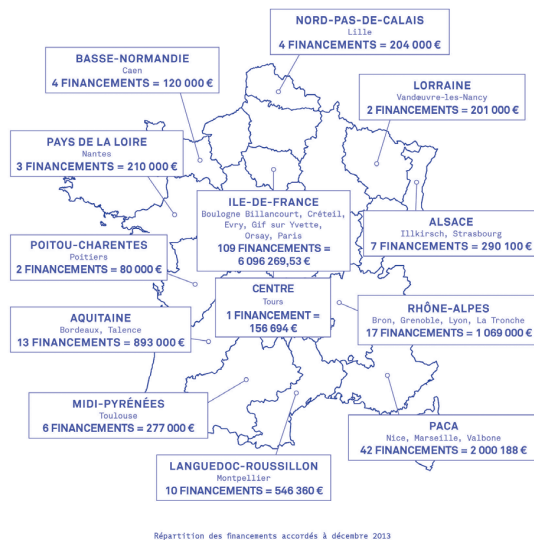 NORD-PAS-DE-CALAIS
Lille
4 FINANCEMENTS = 204 000 €
BASSE-NORMANDIE
Caen
4 FINANCEMENTS = 120 000 €
LORRAINE
Vandœuvre-les-Nancy
2 FINANCEMENTS = 201 000 €
PAYS DE LA LOIRE
Nantes
3 FINANCEMENTS = 210 000 €
ILE-DE-FRANCE
Boulogne Billancourt, Créteil,
Evry, Gif sur Yvette,
Orsay, Paris
109 FINANCEMENTS =
6 096 269,53 €
ALSACE
Illkirsch, Strasbourg
7 FINANCEMENTS = 290 100 €
POITOU-CHARENTES
Poitiers
2 FINANCEMENTS = 80 000 €
CENTRE
Tours
1 FINANCEMENT =
156 694 €
AQUITAINE
Bordeaux, Talence
13 FINANCEMENTS = 893 000 €
RHÔNE-ALPES
Bron, Grenoble, Lyon, La Tronche
17 FINANCEMENTS = 1 069 000 €
MIDI-PYRÉNÉES
Toulouse
6 FINANCEMENTS = 277 000 €
PACA
Nice, Marseille, Valbone
42 FINANCEMENTS = 2 000 188 €
LANGUEDOC-ROUSSILLON
Montpellier
10 FINANCEMENTS = 546 360 €
Répartition des financements accordés à décembre 2013